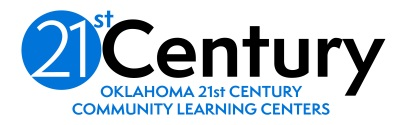 21st Century
OKLAHOMA 21st CENTURY
COMMUNITY LEARNING CENTERS